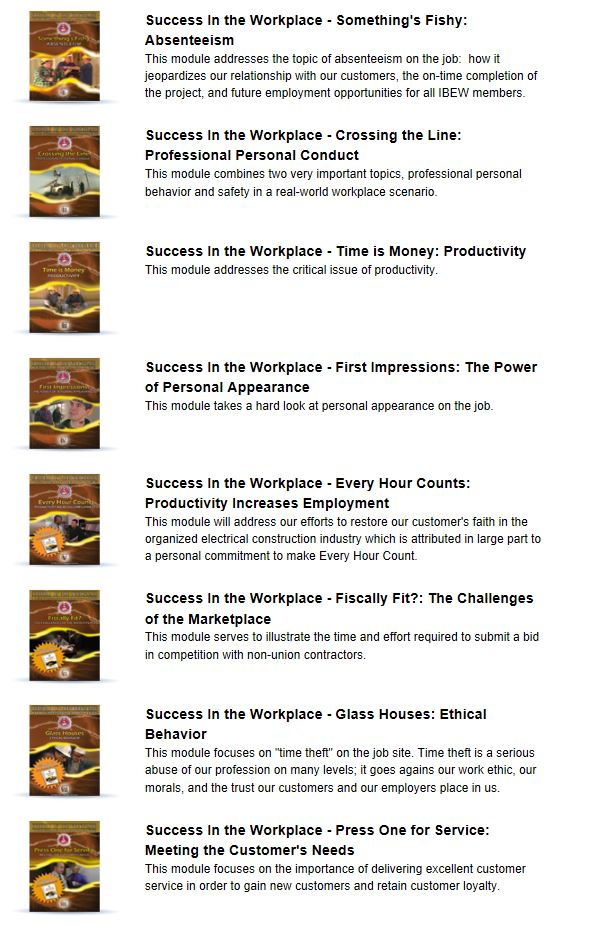 Success In the Workplace - Something's Fishy:
Absenteeism
This module addresses the topic of absenteeism on the job:  how it
jeopardizes our relationship with our customers, the on-time completion of
the project, and future employment opportunities for all IBEW members.
Something's Fishy
ABSENTEEISM
Success In the Workplace - Crossing the Line:
Professional Personal Conduct
This module combines two very important topics, professional personal
behavior and safety in a real-world workplace scenario.
Crossing the Line
Success In the Workplace - Time is Money: Productivity
This module addresses the critical issue of productivity.
Time is Money
PRODUCTIVITY
Success In the Workplace - First Impressions: The Power
of Personal Appearance
This module takes a hard look at personal appearance on the job.
First Impressions
Success In the Workplace - Every Hour Counts:
Productivity Increases Employment
This module will address our efforts to restore our customer's faith in the
organized electrical construction industry which is attributed in large part to
a personal commitment to make Every Hour Count.
Every Hour Counts
Success In the Workplace - Fiscally Fit?: The Challenges
of the Marketplace
This module serves to illustrate the time and effort required to submit a bid
in competition with non-union contractors.
Fiscally Fit?
Success In the Workplace - Glass Houses: Ethical
Behavior
This module focuses on "time theft" on the job site. Time theft is a serious
abuse of our profession on many levels; it goes agains our work ethic, our
morals, and the trust our customers and our employers place in us.
Glass Houses
ETHICAL BEHAVIOR
Success In the Workplace - Press One for Service:
Meeting the Customer's Needs
This module focuses on the importance of delivering excellent customer
service in order to gain new customers and retain customer loyalty.
Press One for Service